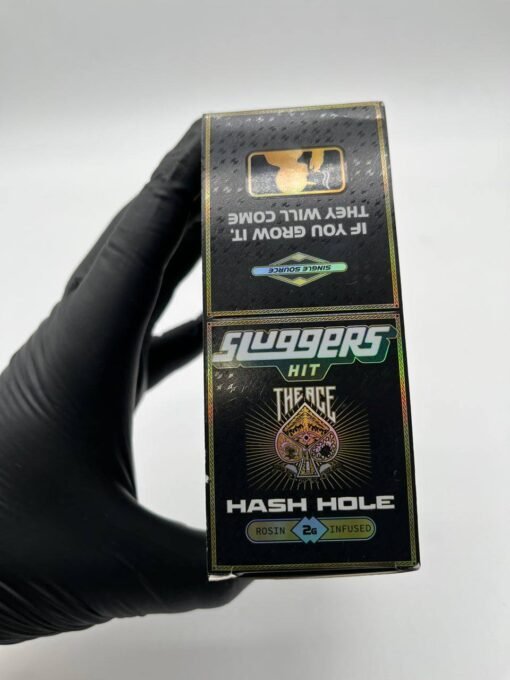 IF YOU GROW IT,
THEY WILL COME
SINGLE SOURCE
SLUGGERS
HIT
THE ACE
HASH HOLE
ROSIN 2G INFUSED